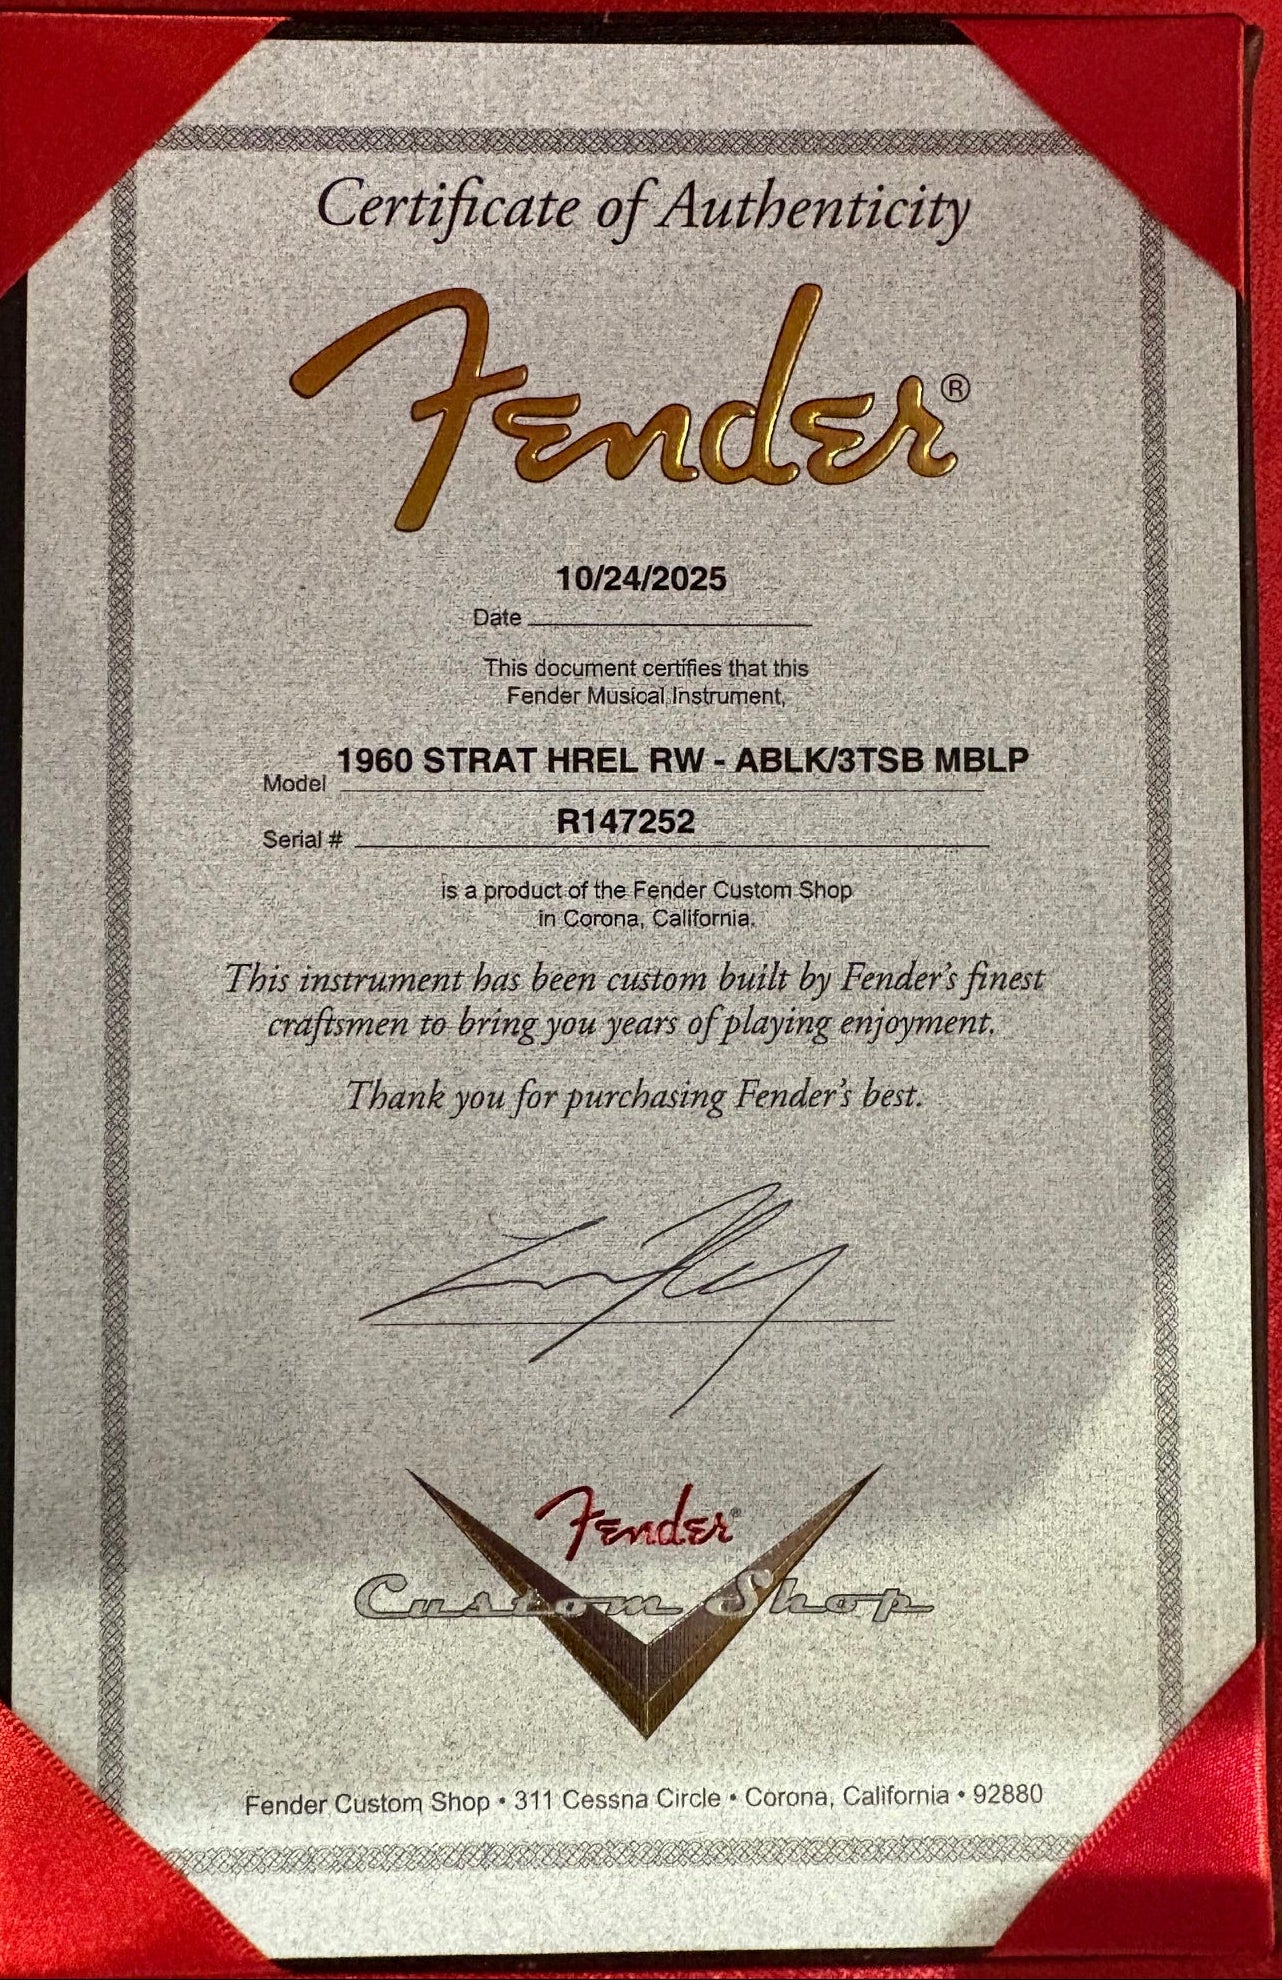 Certificate of Authenticity
Fender®
10/24/2025
Date
This document certifies that this
Fender Musical Instrument,
1960 STRAT HREL RW - ABLK/3TSB MBLP
Model
R147252
Serial #
is a product of the Fender Custom Shop
in Corona, California.
This instrument has been custom built by Fender's finest
craftsmen to bring you years of playing enjoyment.
Thank you for purchasing Fender's best.
Fender®
Custom Shop
Fender Custom Shop • 311 Cessna Circle • Corona, California • 92880